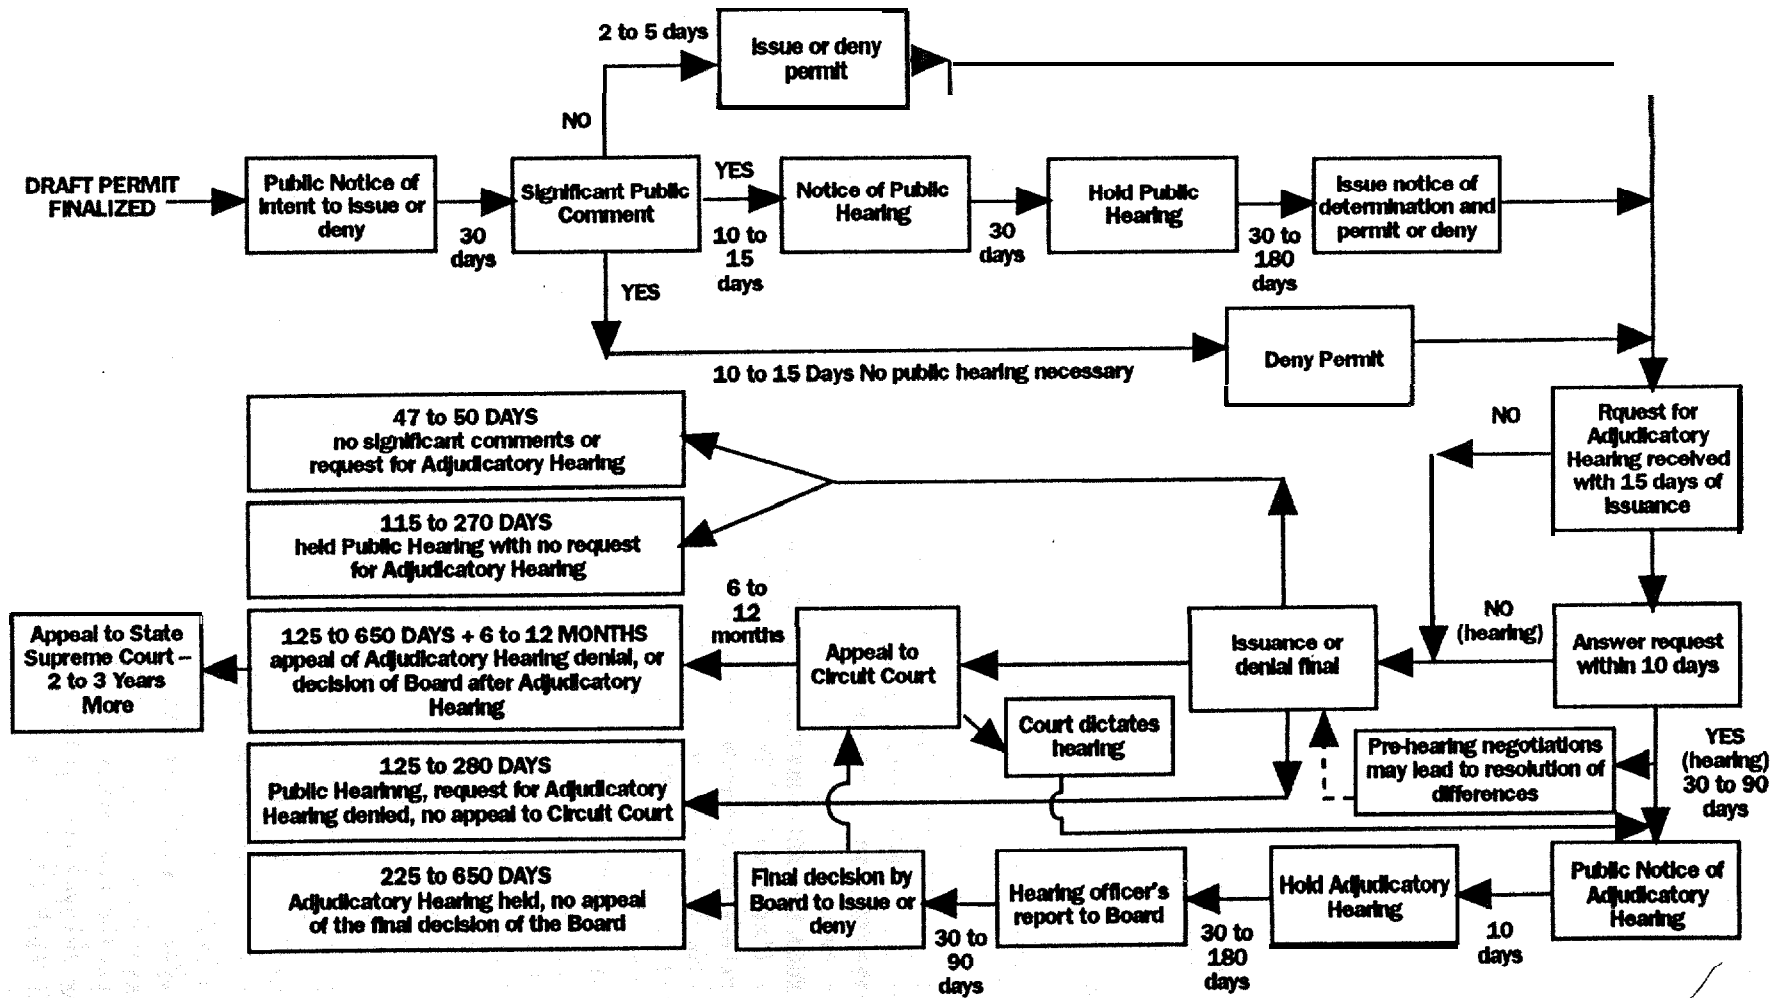 2 to 5 days
Issue or deny
permit
NO
DRAFT PERMIT
FINALIZED
Public Notice of
intent to issue or
deny
30
days
Significant Public
Comment
YES
10 to
15
days
Notice of Public
Hearing
30
days
Hold Public
Hearing
30 to
180
days
Issue notice of
determination and
permit or deny
YES
10 to 15 Days No public hearing necessary
Deny Permit
47 to 50 DAYS
no significant comments or
request for Adjudicatory Hearing
NO
Rquest for
Adjudicatory
Hearing received
with 15 days of
issuance
115 to 270 DAYS
held Public Hearing with no request
for Adjudicatory Hearing
6 to
12
months
Appeal to State
Supreme Court –
2 to 3 Years
More
125 to 650 DAYS + 6 to 12 MONTHS
appeal of Adjudicatory Hearing denial, or
decision of Board after Adjudicatory
Hearing
Appeal to
Circuit Court
Issuance or
denial final
NO
(hearing)
Answer request
within 10 days
Court dictates
hearing
Pre-hearing negotiations
may lead to resolution of
differences
YES
(hearing)
30 to 90
days
125 to 280 DAYS
Public Hearinng, request for Adjudicatory
Hearing denied, no appeal to Circuit Court
225 to 650 DAYS
Adjudicatory Hearing held, no appeal
of the final decision of the Board
Final decision by
Board to issue or
deny
30 to
90
days
Hearing officer's
report to Board
30 to
180
days
Hold Adjudicatory
Hearing
10
days
Public Notice of
Adjudicatory
Hearing